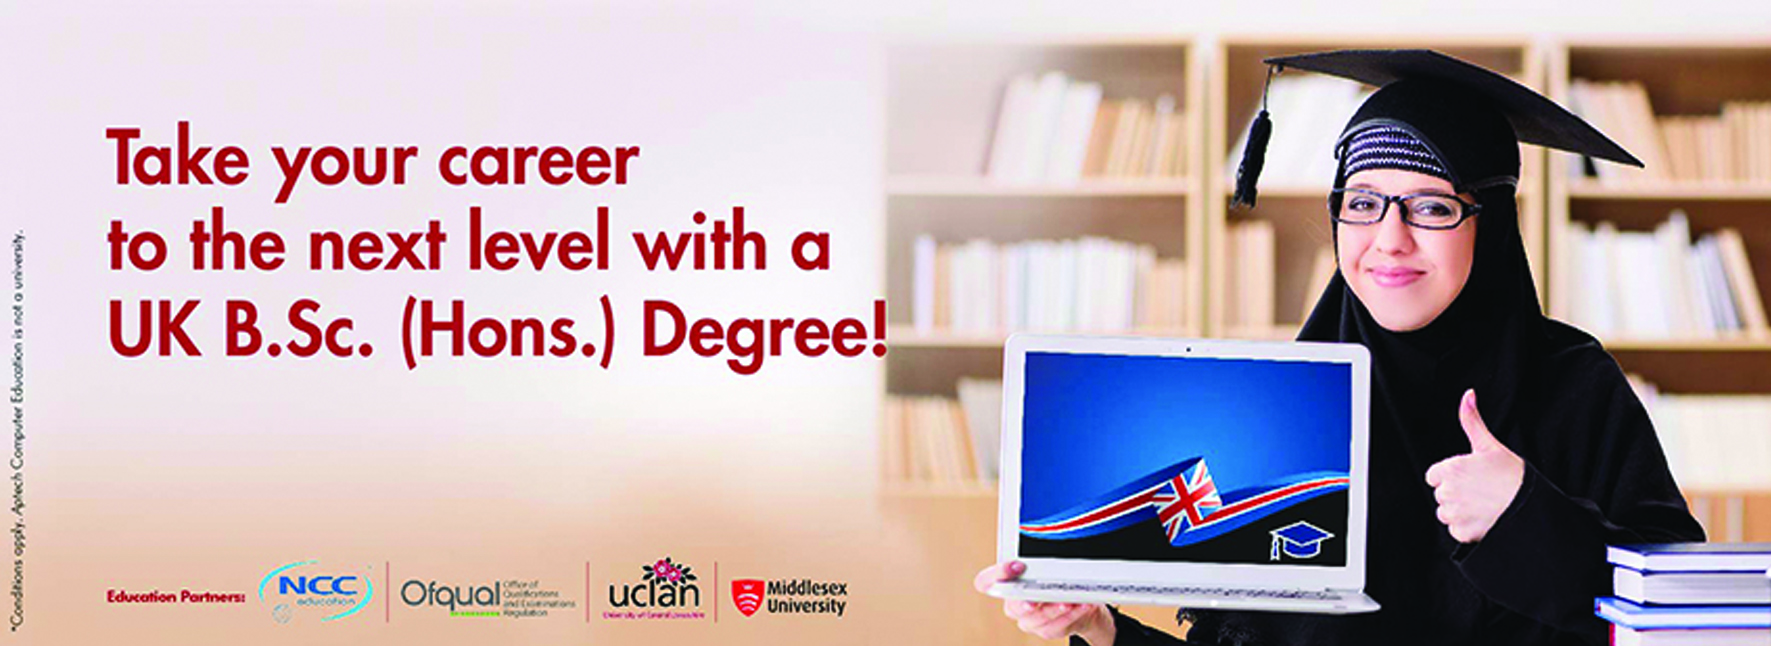 Take your career
to the next level with a
UK B.Sc. (Hons.) Degree!
*Conditions apply. Aptech Computer Education is not a university.
Education Partners:
NCC
education
Ofqual
Office of
Qualifications
and Examinations
Regulation
uclan
University of Central Lancashire
Middlesex
University